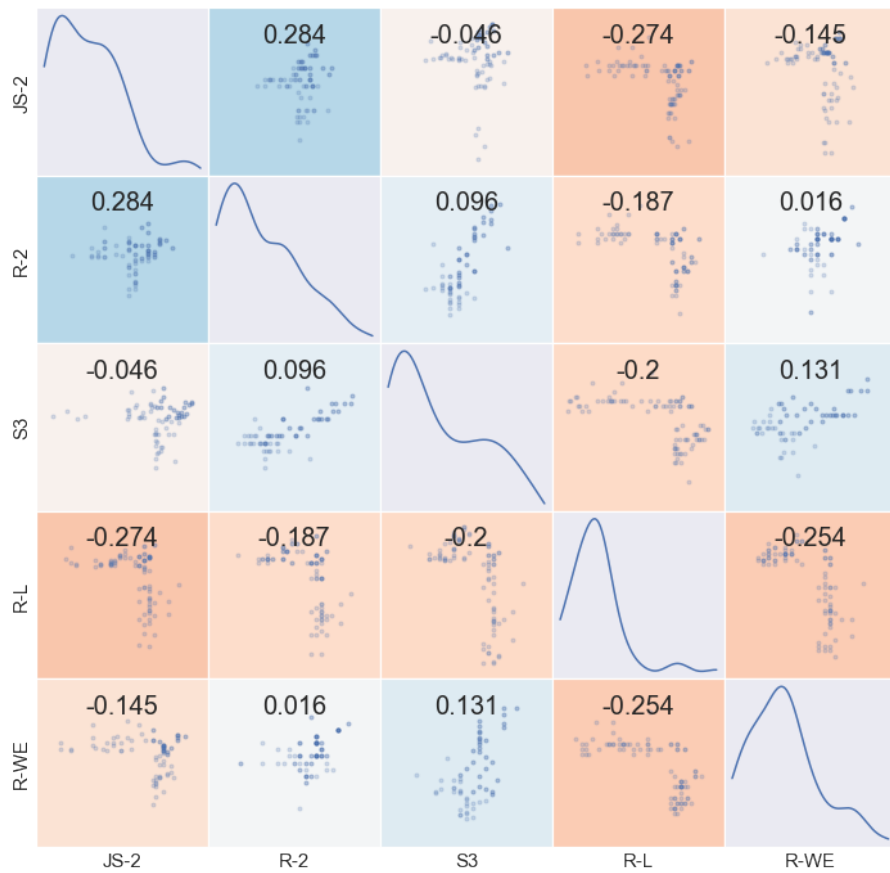 JS-2 0.284 -0.046 -0.274 -0.145
R-2 0.284 0.096 -0.187 0.016
S3 -0.046 0.096 -0.2 0.131
R-L -0.274 -0.187 -0.2 -0.254
R-WE -0.145 0.016 0.131 -0.254
JS-2 R-2 S3 R-L R-WE